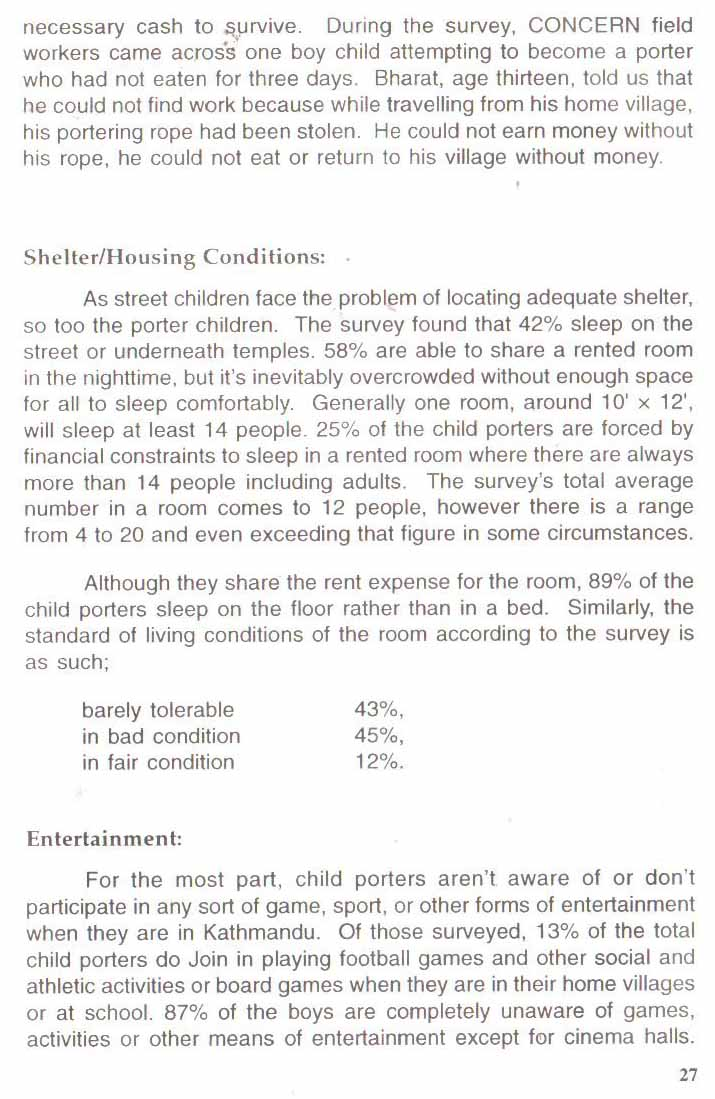 necessary cash to survive. During the survey, CONCERN field
workers came across one boy child attempting to become a porter
who had not eaten for three days. Bharat, age thirteen, told us that
he could not find work because while travelling from his home village,
his portering rope had been stolen. He could not earn money without
his rope, he could not eat or return to his village without money.
Shelter/Housing Conditions:
As street children face the problem of locating adequate shelter,
so too the porter children. The survey found that 42% sleep on the
street or underneath temples. 58% are able to share a rented room
in the nighttime, but it's inevitably overcrowded without enough space
for all to sleep comfortably. Generally one room, around 10' x 12',
will sleep at least 14 people. 25% of the child porters are forced by
financial constraints to sleep in a rented room where there are always
more than 14 people including adults. The survey's total average
number in a room comes to 12 people, however there is a range
from 4 to 20 and even exceeding that figure in some circumstances.
Although they share the rent expense for the room, 89% of the
child porters sleep on the floor rather than in a bed. Similarly, the
standard of living conditions of the room according to the survey is
as such;
barely tolerable 43%,
in bad condition 45%,
in fair condition 12%.
Entertainment:
For the most part, child porters aren't aware of or don't
participate in any sort of game, sport, or other forms of entertainment
when they are in Kathmandu. Of those surveyed, 13% of the total
child porters do Join in playing football games and other social and
athletic activities or board games when they are in their home villages
or at school. 87% of the boys are completely unaware of games,
activities or other means of entertainment except for cinema halls.
27